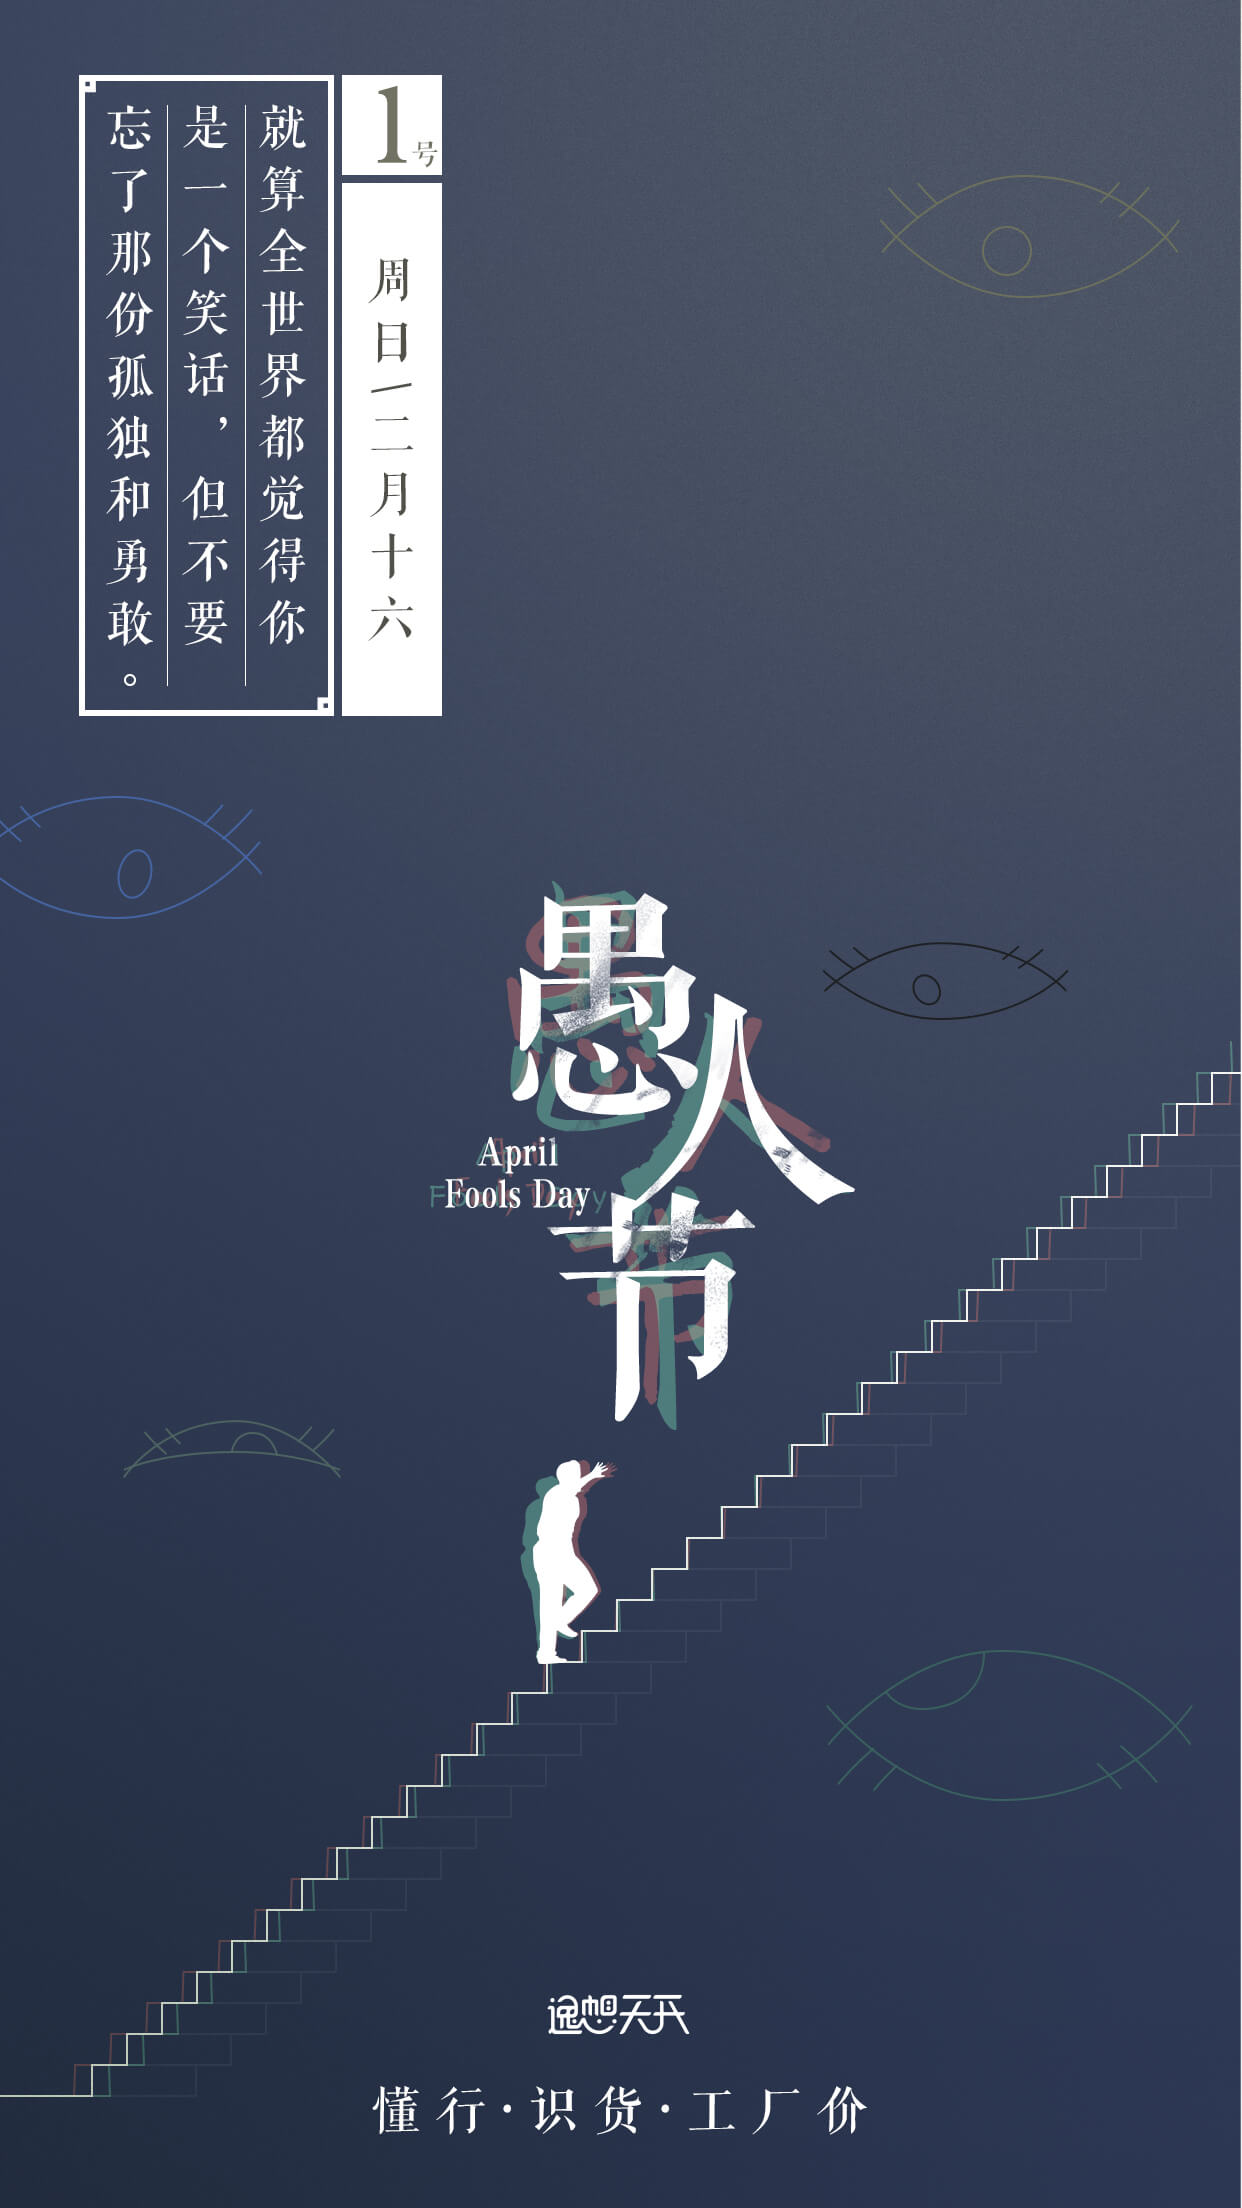 就算全世界都觉得你
是一个笑话，但不要
忘了那份孤独和勇敢。
1号
周日/二月十六
愚人节
April
Fools Day
逸想天开
懂行·识货·工厂价